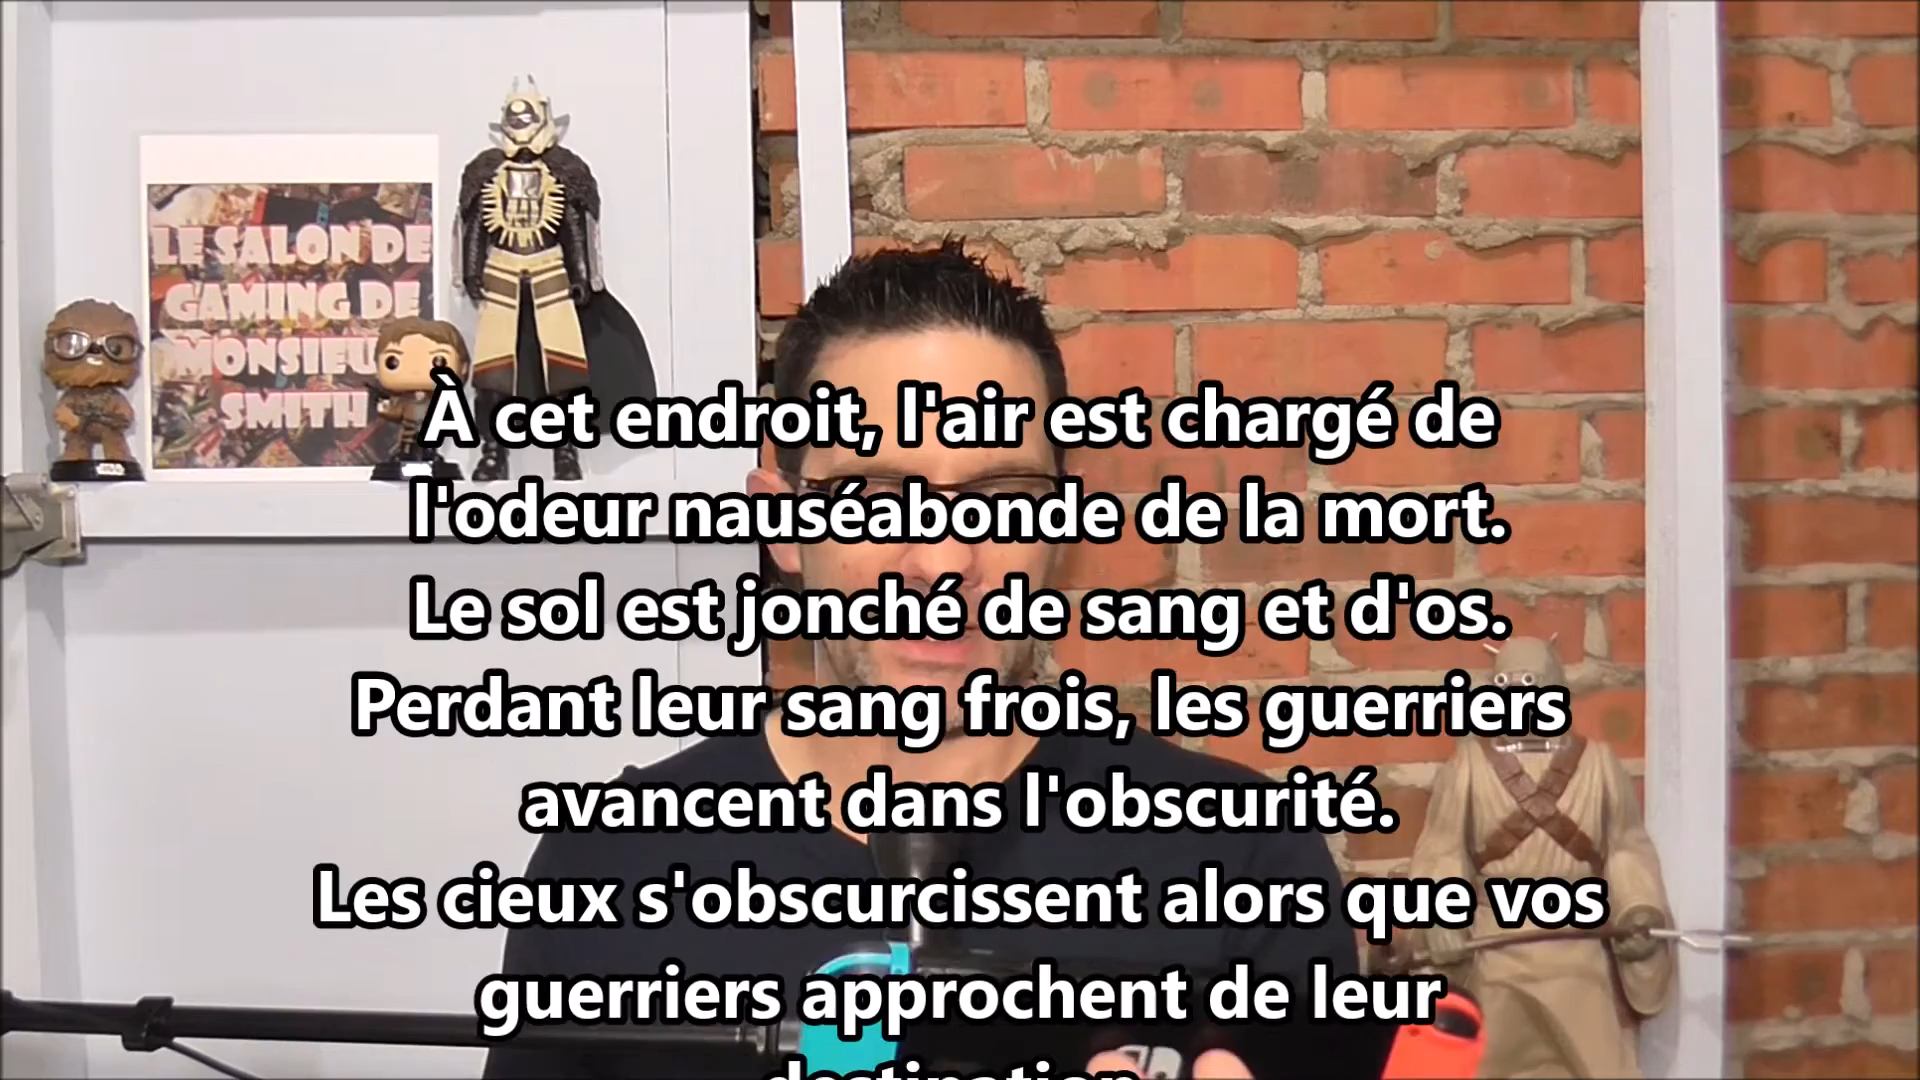 LE SALON DE
GAMING DE
MONSIEU
SMITH
À cet endroit, l'air est chargé de
l'odeur nauséabonde de la mort.
Le sol est jonché de sang et d'os.
Perdant leur sang frois, les guerriers
avancent dans l'obscurité.
Les cieux s'obscurcissent alors que vos
guerriers approchent de leur
destination